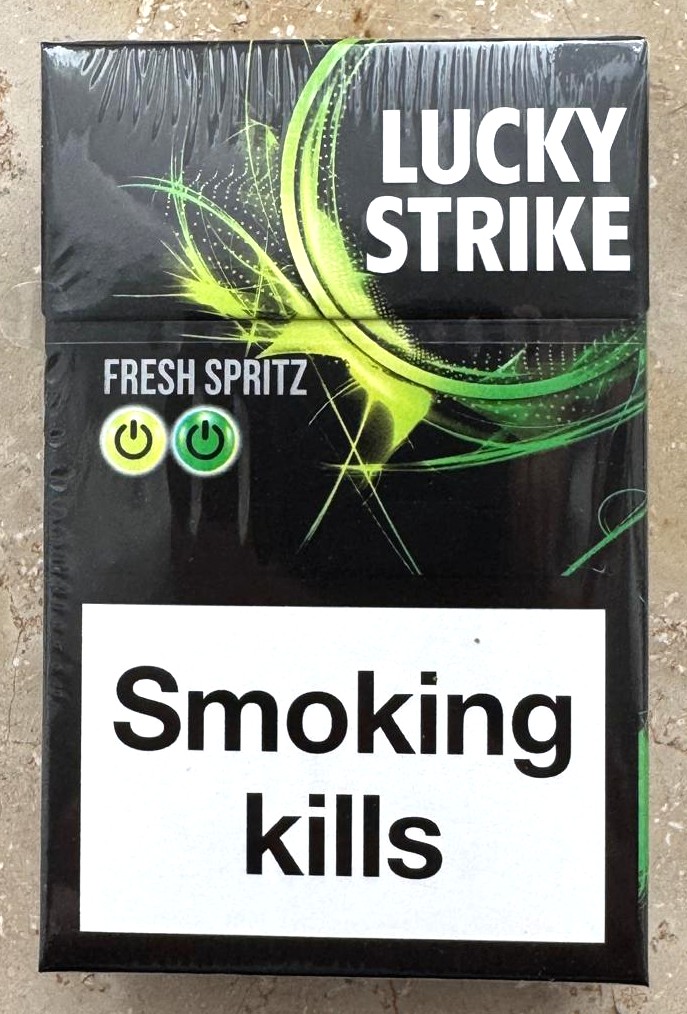 LUCKY
STRIKE
FRESH SPRITZ
Smoking
kills